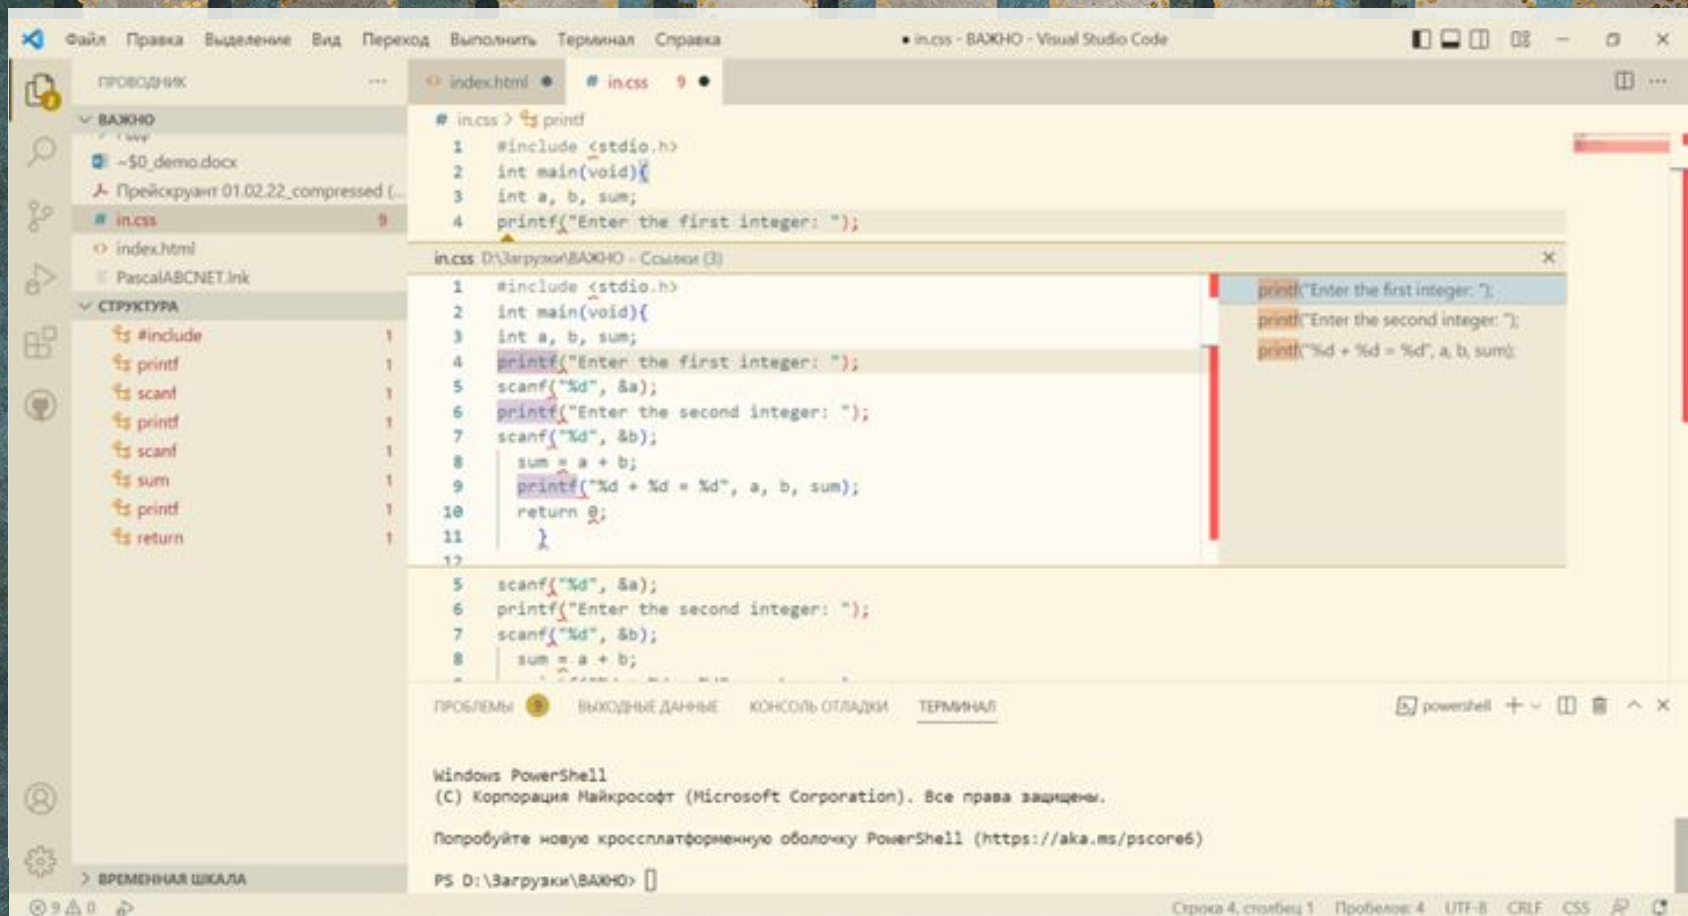 Файл Правка Выделение Вид Переход Выполнить Терминал Справка
● in.css - ВАЖНО - Visual Studio Code
ПРОВОДНИК
index.html
# in.css 9
ВАЖНО
~$0_demo.docx
Прейскурант 01.02.22_compressed (...
# in.css 9
<> index.html
PascalABCNET.lnk
СТРУКТУРА
#include 1
printf 1
scanf 1
printf 1
scanf 1
sum 1
printf 1
return 1
ВРЕМЕННАЯ ШКАЛА
# in.css > printf
1 #include <stdio.h>
2 int main(void){
3 int a, b, sum;
4 printf("Enter the first integer: ");
in.css D:\Загрузки\ВАЖНО - Ссылки (3)
1 #include <stdio.h>
2 int main(void){
3 int a, b, sum;
4 printf("Enter the first integer: ");
5 scanf("%d", &a);
6 printf("Enter the second integer: ");
7 scanf("%d", &b);
8 sum = a + b;
9 printf("%d + %d = %d", a, b, sum);
10 return 0;
11 }
12
printf("Enter the first integer: ");
printf("Enter the second integer: ");
printf("%d + %d = %d", a, b, sum);
5 scanf("%d", &a);
6 printf("Enter the second integer: ");
7 scanf("%d", &b);
8 sum = a + b;
ПРОБЛЕМЫ 9 ВЫХОДНЫЕ ДАННЫЕ КОНСОЛЬ ОТЛАДКИ ТЕРМИНАЛ
powershell
Windows PowerShell
(C) Корпорация Майкрософт (Microsoft Corporation). Все права защищены.
Попробуйте новую кроссплатформенную оболочку PowerShell (https://aka.ms/pscore6)
PS D:\Загрузки\ВАЖНО>
9 0
Строка 4, столбец 1 Пробелов: 4 UTF-8 CRLF CSS